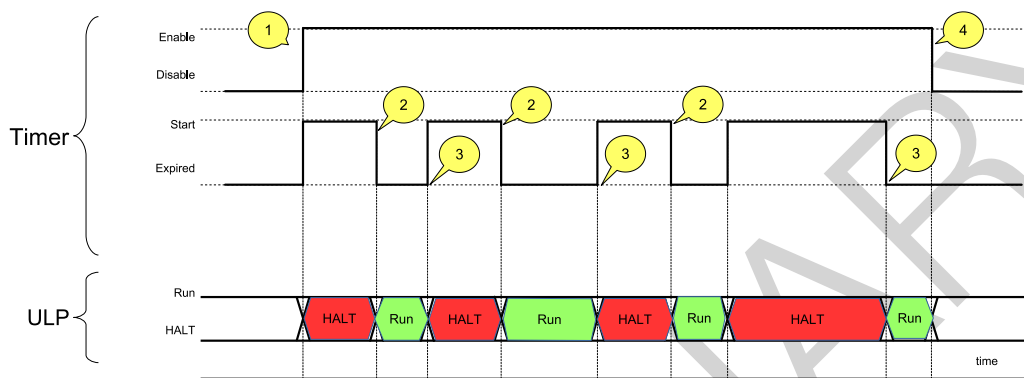 1
Enable
4
Disable
2
2
2
Start
Timer
3
3
3
Expired
Run
ULP
HALT
Run
HALT
Run
HALT
Run
HALT
Run
HALT
time